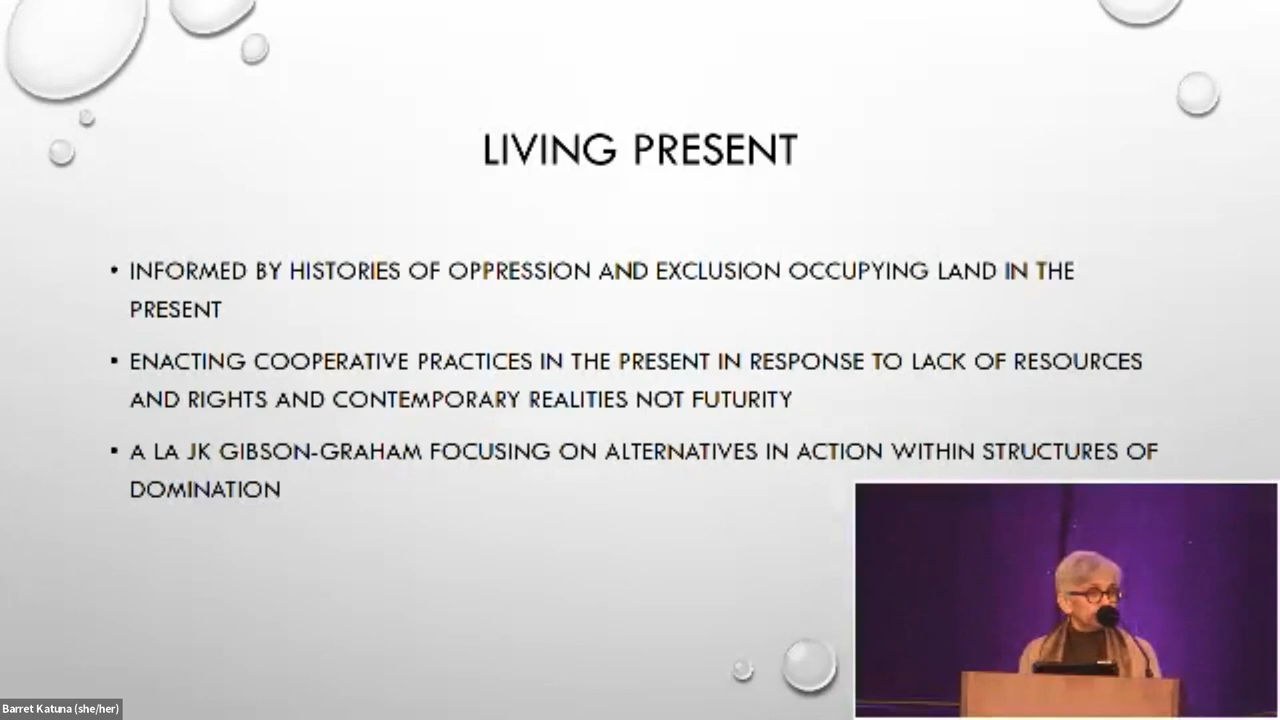 LIVING PRESENT
• INFORMED BY HISTORIES OF OPPRESSION AND EXCLUSION OCCUPYING LAND IN THE
PRESENT
• ENACTING COOPERATIVE PRACTICES IN THE PRESENT IN RESPONSE TO LACK OF RESOURCES
AND RIGHTS AND CONTEMPORARY REALITIES NOT FUTURITY
• A LA JK GIBSON-GRAHAM FOCUSING ON ALTERNATIVES IN ACTION WITHIN STRUCTURES OF
DOMINATION
Barret Katuna (she/her)